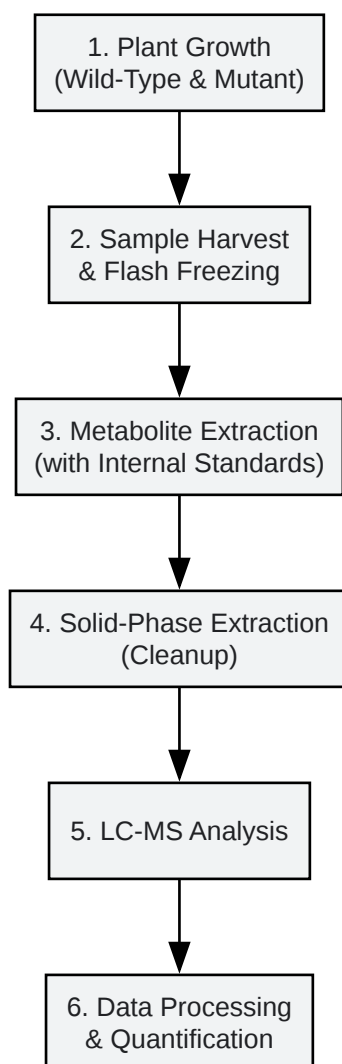 1. Plant Growth
(Wild-Type & Mutant)
2. Sample Harvest
& Flash Freezing
3. Metabolite Extraction
(with Internal Standards)
4. Solid-Phase Extraction
(Cleanup)
5. LC-MS Analysis
6. Data Processing
& Quantification